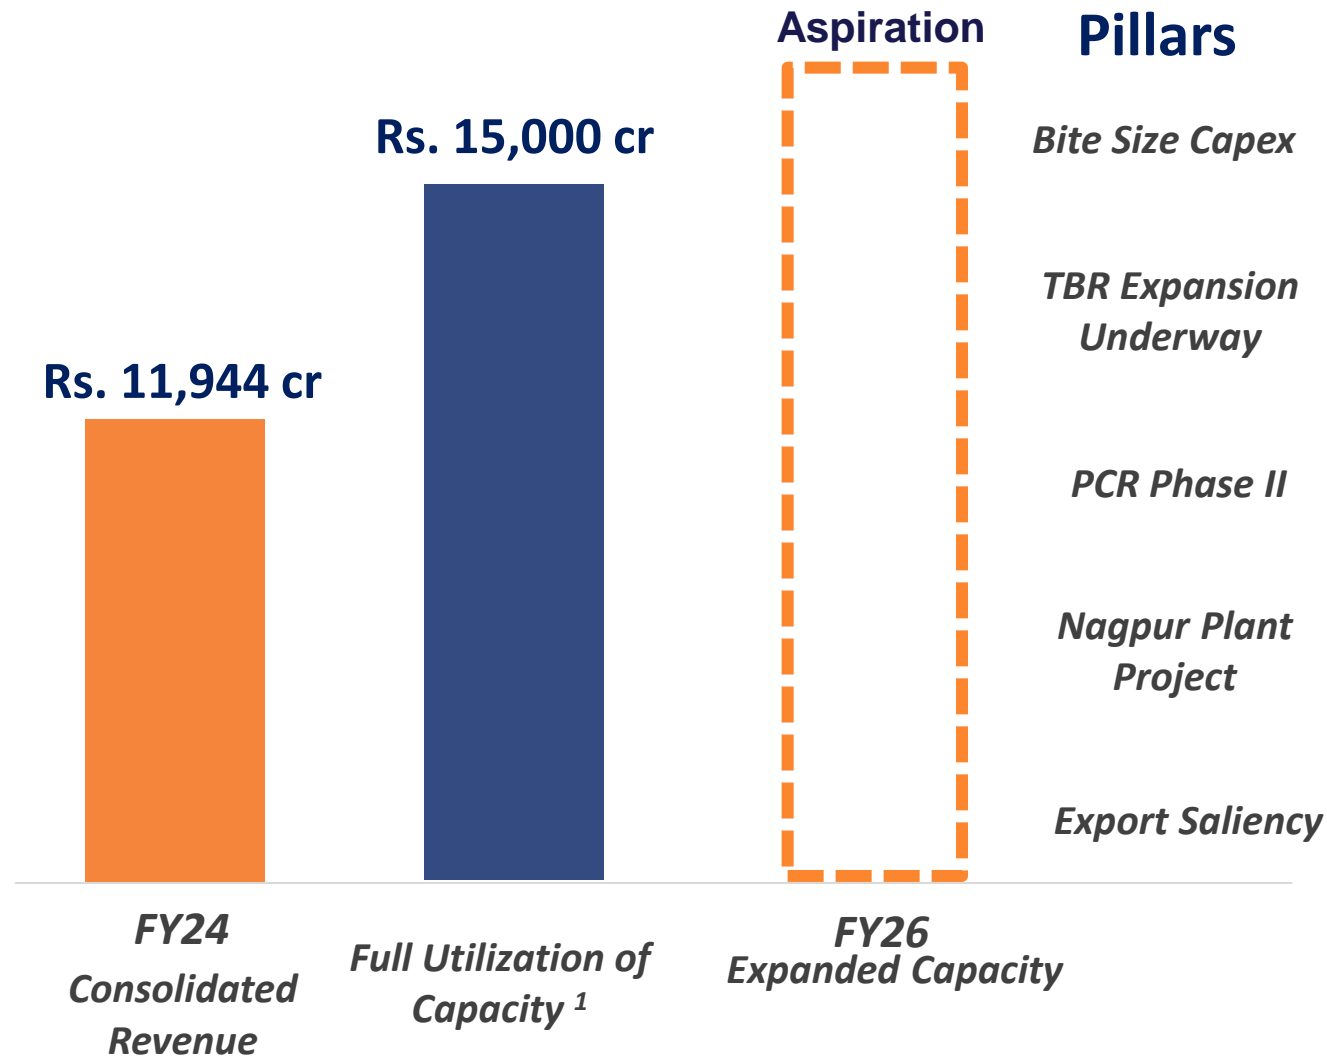 Aspiration
Pillars
Rs. 15,000 cr
Rs. 11,944 cr
Bite Size Capex
TBR Expansion
Underway
PCR Phase II
Nagpur Plant
Project
Export Saliency
FY24
Consolidated
Revenue
Full Utilization of
Capacity 1
FY26
Expanded Capacity